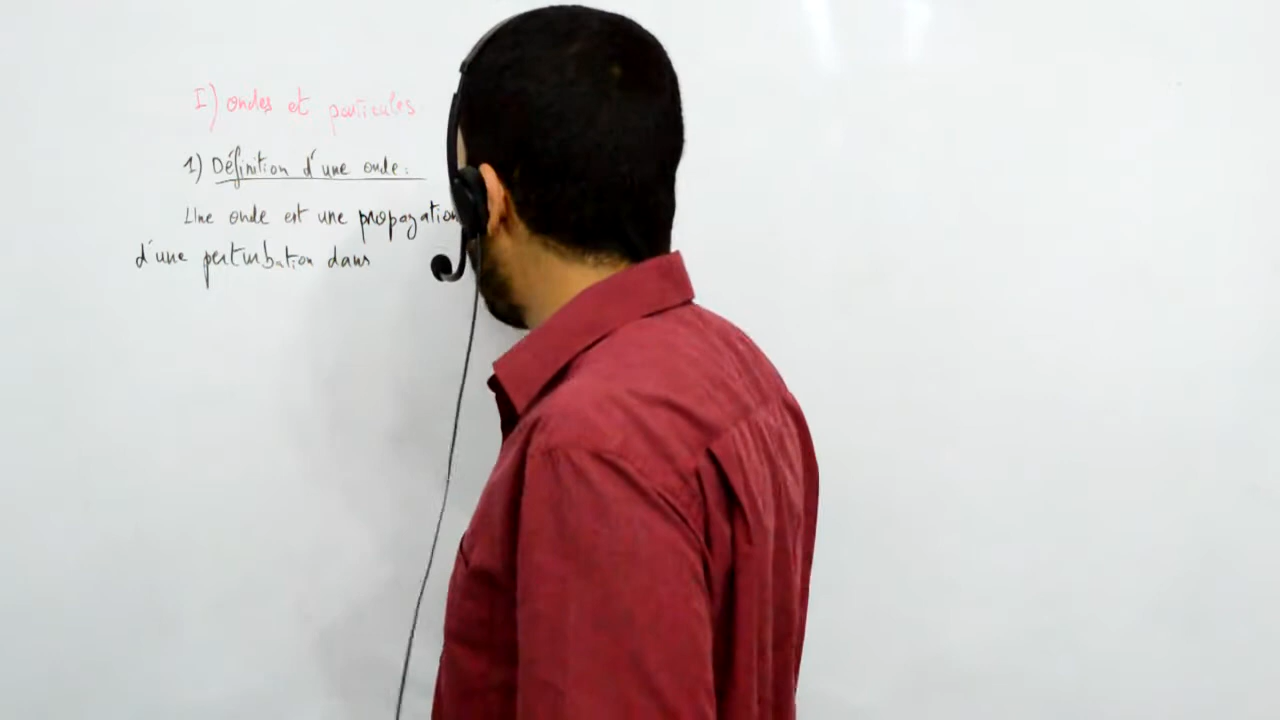 I) ondes et particules
1) Définition d'une onde :
Une onde est une propagation
d'une perturbation dans